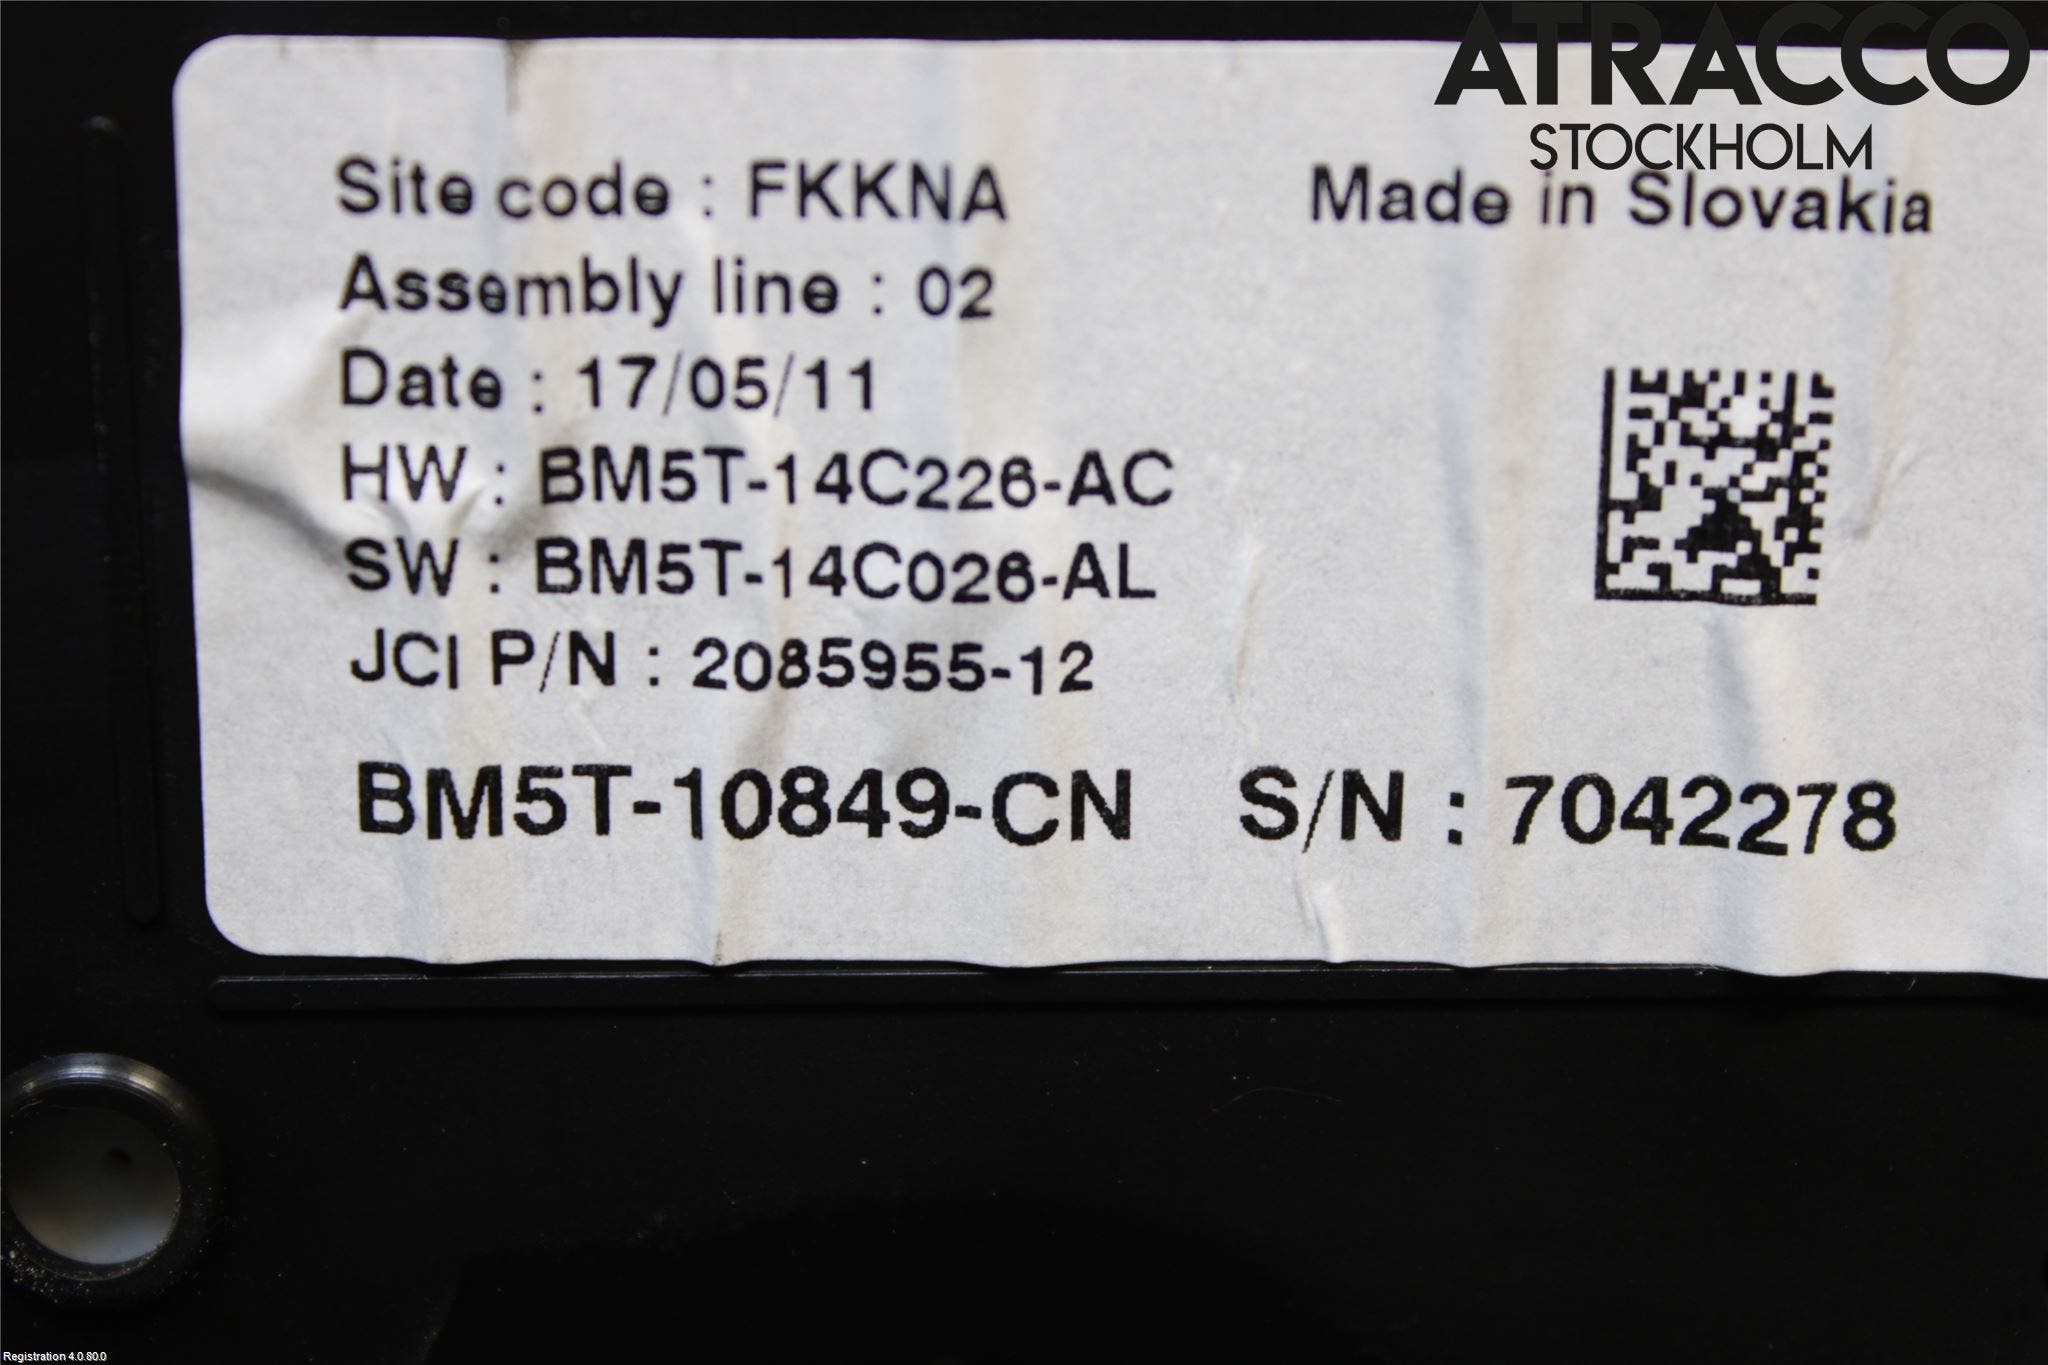 ATRACCO
STOCKHOLM
Site code : FKKNA
Made in Slovakia
Assembly line : 02
Date : 17/05/11
HW : BM5T-14C226-AC
SW : BM5T-14C026-AL
JCI P/N : 2085955-12
BM5T-10849-CN S/N : 7042278
Registration 4.0.80.0